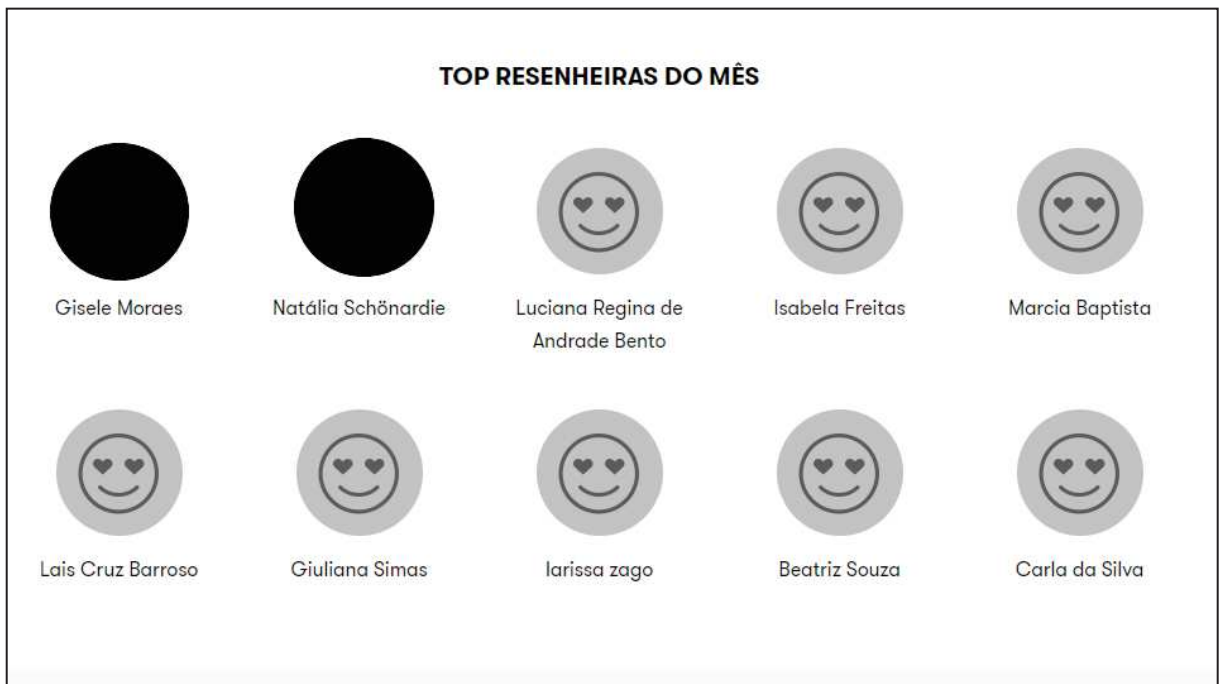 TOP RESENHEIRAS DO MÊS
Gisele Moraes
Natália Schönardie
Luciana Regina de
Andrade Bento
Isabela Freitas
Marcia Baptista
Lais Cruz Barroso
Giuliana Simas
larissa zago
Beatriz Souza
Carla da Silva